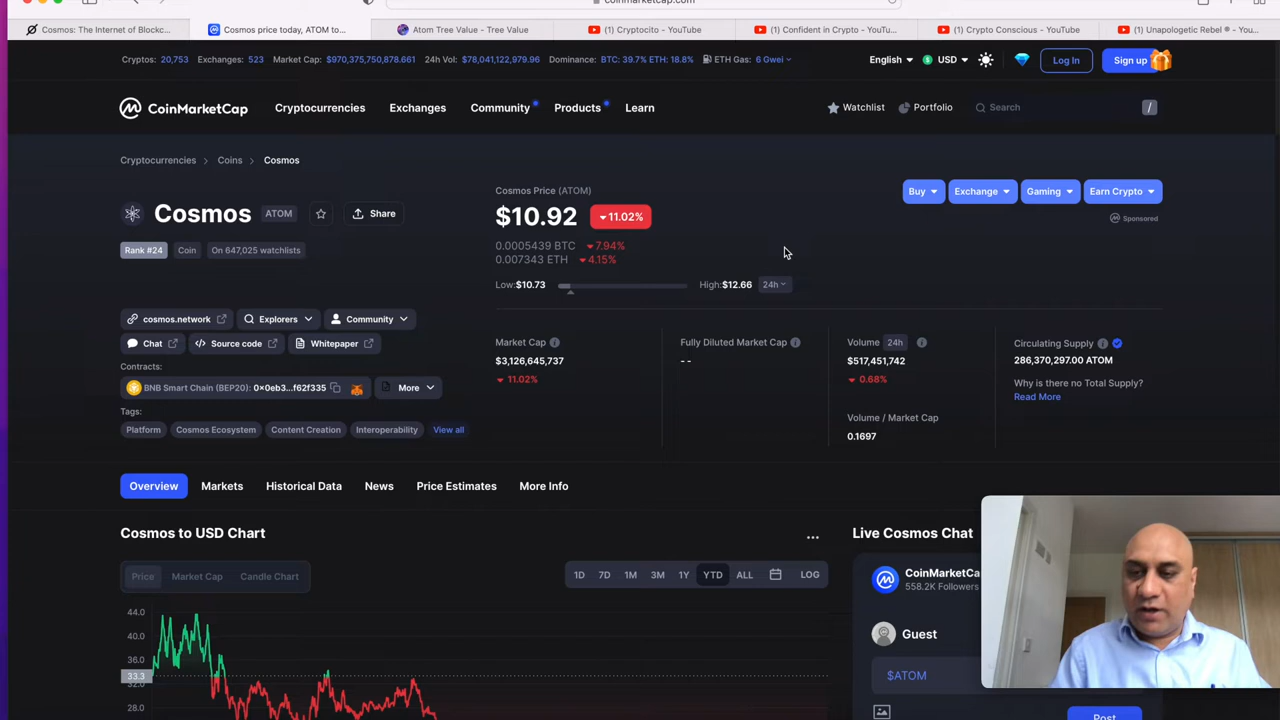 coinmarketcap.com
Cosmos: The Internet of Blockc...
Cosmos price today, ATOM to...
Atom Tree Value - Tree Value
(1) Cryptocito - YouTube
(1) Confident in Crypto - YouTu...
(1) Crypto Conscious - YouTube
(1) Unapologetic Rebel ® - You...
Cryptos: 20,753 Exchanges: 523 Market Cap: $970,375,750,878.661 24h Vol: $78,041,122,979.96 Dominance: BTC: 39.7% ETH: 18.8% ETH Gas: 6 Gwei
English USD Log In Sign up
CoinMarketCap Cryptocurrencies Exchanges Community Products Learn Watchlist Portfolio Search /
Cryptocurrencies > Coins > Cosmos
Cosmos ATOM Share
Rank #24 Coin On 647,025 watchlists
cosmos.network Explorers Community
Chat Source code Whitepaper
Contracts:
BNB Smart Chain (BEP20): 0x0eb3...f62f335 More
Tags:
Platform Cosmos Ecosystem Content Creation Interoperability View all
Cosmos Price (ATOM)
$10.92 11.02%
0.0005439 BTC 7.94%
0.007343 ETH 4.15%
Low: $10.73 High: $12.66 24h
Buy Exchange Gaming Earn Crypto
Sponsored
Market Cap
$3,126,645,737
11.02%
Fully Diluted Market Cap
- -
Volume 24h
$517,451,742
0.68%
Volume / Market Cap
0.1697
Circulating Supply
286,370,297.00 ATOM
Why is there no Total Supply?
Read More
Overview Markets Historical Data News Price Estimates More Info
Cosmos to USD Chart
Price Market Cap Candle Chart
1D 7D 1M 3M 1Y YTD ALL LOG
44.0
40.0
36.0
33.3
32.0
28.0
Live Cosmos Chat
CoinMarketCa
558.2K Followers
Guest
$ATOM
Post